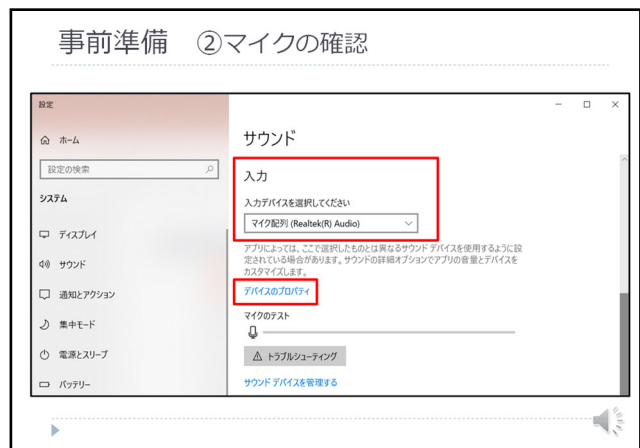 事前準備　②マイクの確認
設定
ホーム
設定の検索
システム
ディスプレイ
サウンド
通知とアクション
集中モード
電源とスリープ
バッテリー
サウンド
入力
入力デバイスを選択してください
マイク配列 (Realtek(R) Audio)
アプリによっては、ここで選択したものとは異なるサウンド デバイスを使用するように設
定されている場合があります。サウンドの詳細オプションでアプリの音量とデバイスを
カスタマイズします。
デバイスのプロパティ
マイクのテスト
トラブルシューティング
サウンド デバイスを管理する